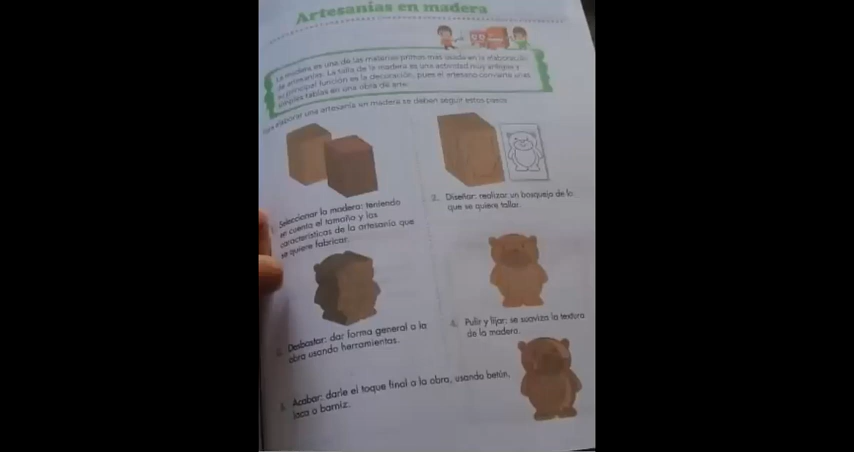 Artesanías en madera
La madera es una de las materias primas más usada en la elaboración
de artesanías. La talla de la madera es una actividad muy antigua y
su principal función es la decoración, pues el artesano convierte unas
simples tablas en una obra de arte.
Para elaborar una artesanía en madera se deben seguir estos pasos
1. Seleccionar la madera: teniendo
en cuenta el tamaño y las
características de la artesanía que
se quiere fabricar.
2. Diseñar: realizar un bosquejo de lo
que se quiere tallar.
3. Desbastar: dar forma general a la
obra usando herramientas.
4. Pulir y lijar: se suaviza la textura
de la madera.
5. Acabar: darle el toque final a la obra, usando betún,
laca o barniz.